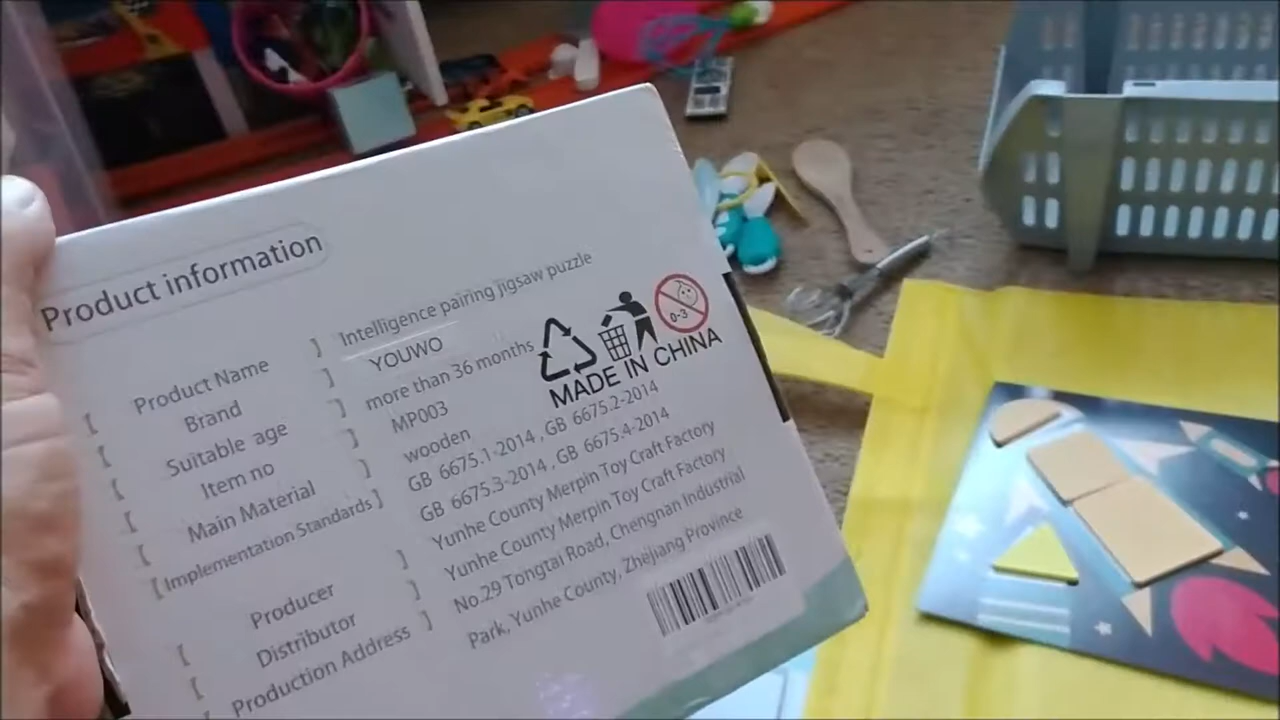 Product information
[ Product Name ] Intelligence pairing jigsaw puzzle
[ Brand ] YOUWO
[ Suitable age ] more than 36 months
[ Item no ] MP003
[ Main Material ] wooden
[ Implementation Standards ] GB 6675.1-2014 , GB 6675.2-2014
GB 6675.3-2014 , GB 6675.4-2014
[ Producer ] Yunhe County Merpin Toy Craft Factory
[ Distributor ] Yunhe County Merpin Toy Craft Factory
[ Production Address ] No.29 Tongtai Road, Chengnan Industrial
Park, Yunhe County, Zhejiang Province
0-3
MADE IN CHINA